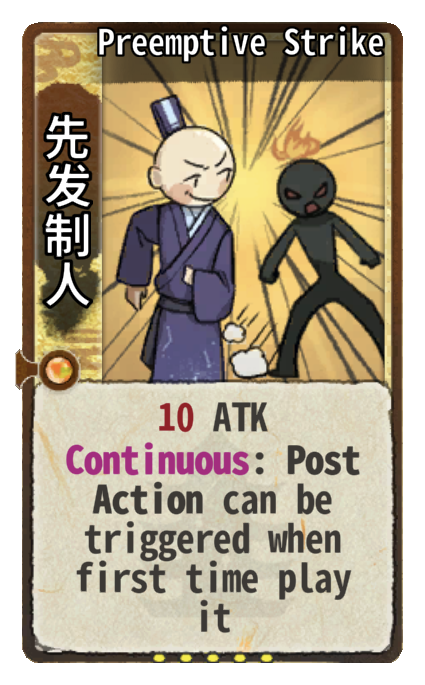 Preemptive Strike
先发制人
10 ATK
Continuous: Post
Action can be
triggered when
first time play
it